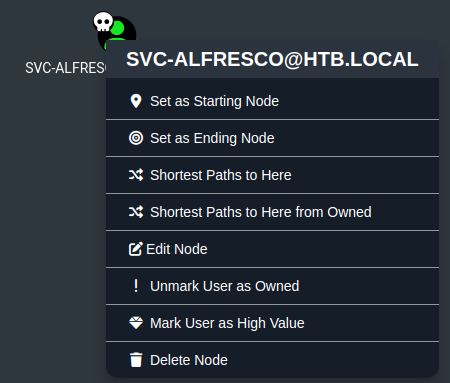 SVC-ALFRES
SVC-ALFRESCO@HTB.LOCAL
Set as Starting Node
Set as Ending Node
Shortest Paths to Here
Shortest Paths to Here from Owned
Edit Node
Unmark User as Owned
Mark User as High Value
Delete Node